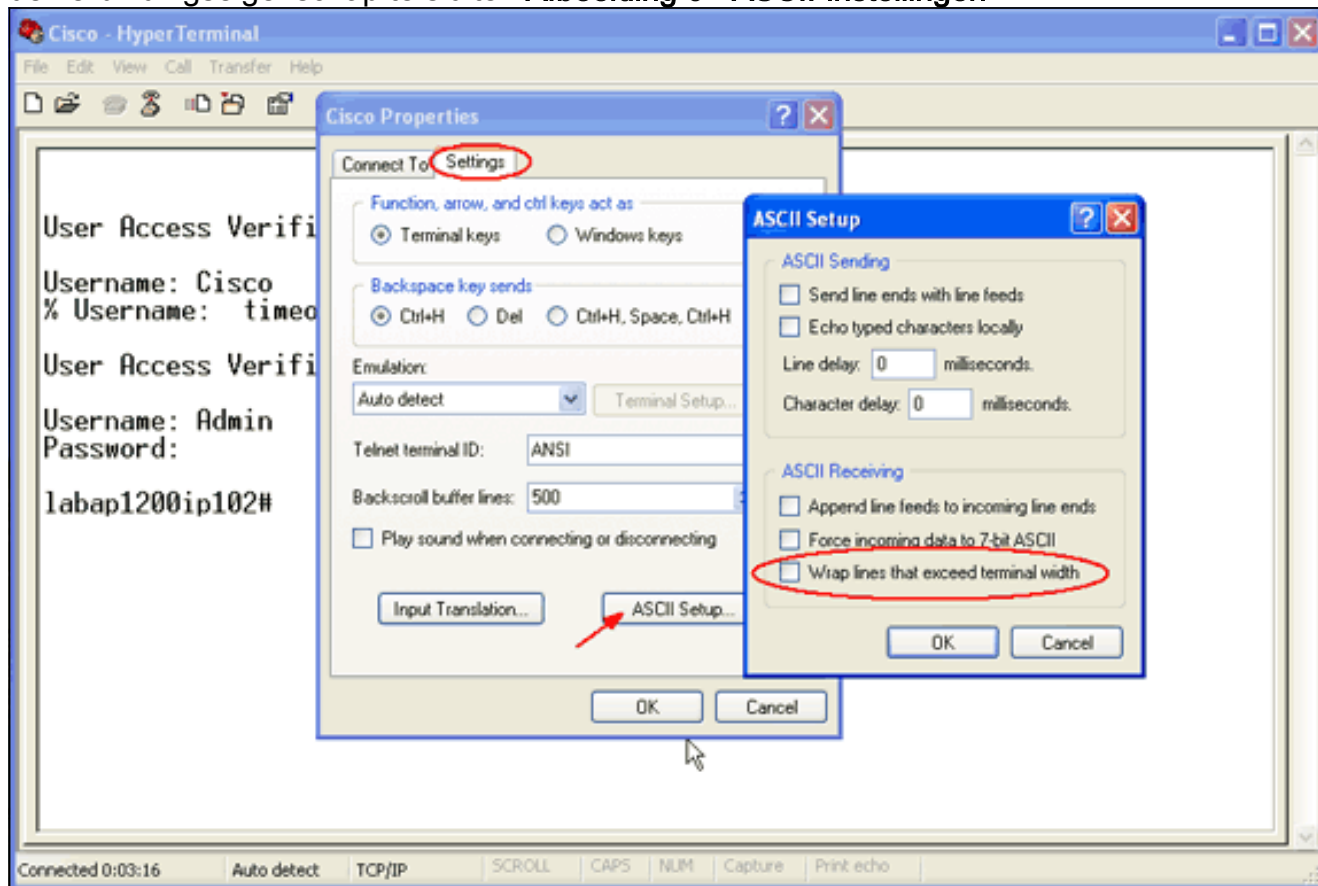 Afbeelding 6 - ASCII-instellingen
Cisco - HyperTerminal
File Edit View Call Transfer Help
User Access Verifi
Username: Cisco
% Username: timeo
User Access Verifi
Username: Admin
Password:
labap1200ip102#
Cisco Properties
Connect To Settings
Function, arrow, and ctrl keys act as
Terminal keys Windows keys
Backspace key sends
Ctrl+H Del Ctrl+H, Space, Ctrl+H
Emulation:
Auto detect Terminal Setup...
Telnet terminal ID: ANSI
Backscroll buffer lines: 500
Play sound when connecting or disconnecting
Input Translation... ASCII Setup...
OK Cancel
ASCII Setup
ASCII Sending
Send line ends with line feeds
Echo typed characters locally
Line delay: 0 milliseconds.
Character delay: 0 milliseconds.
ASCII Receiving
Append line feeds to incoming line ends
Force incoming data to 7-bit ASCII
Wrap lines that exceed terminal width
OK Cancel
Connected 0:03:16 Auto detect TCP/IP SCROLL CAPS NUM Capture Print echo